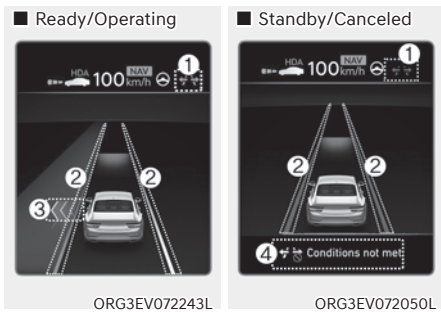 ■ Ready/Operating
HDA 100 NAV km/h ①
② ②
③
ORG3EV072243L
■ Standby/Canceled
HDA 100 NAV km/h ①
② ②
④ Conditions not met
ORG3EV072050L